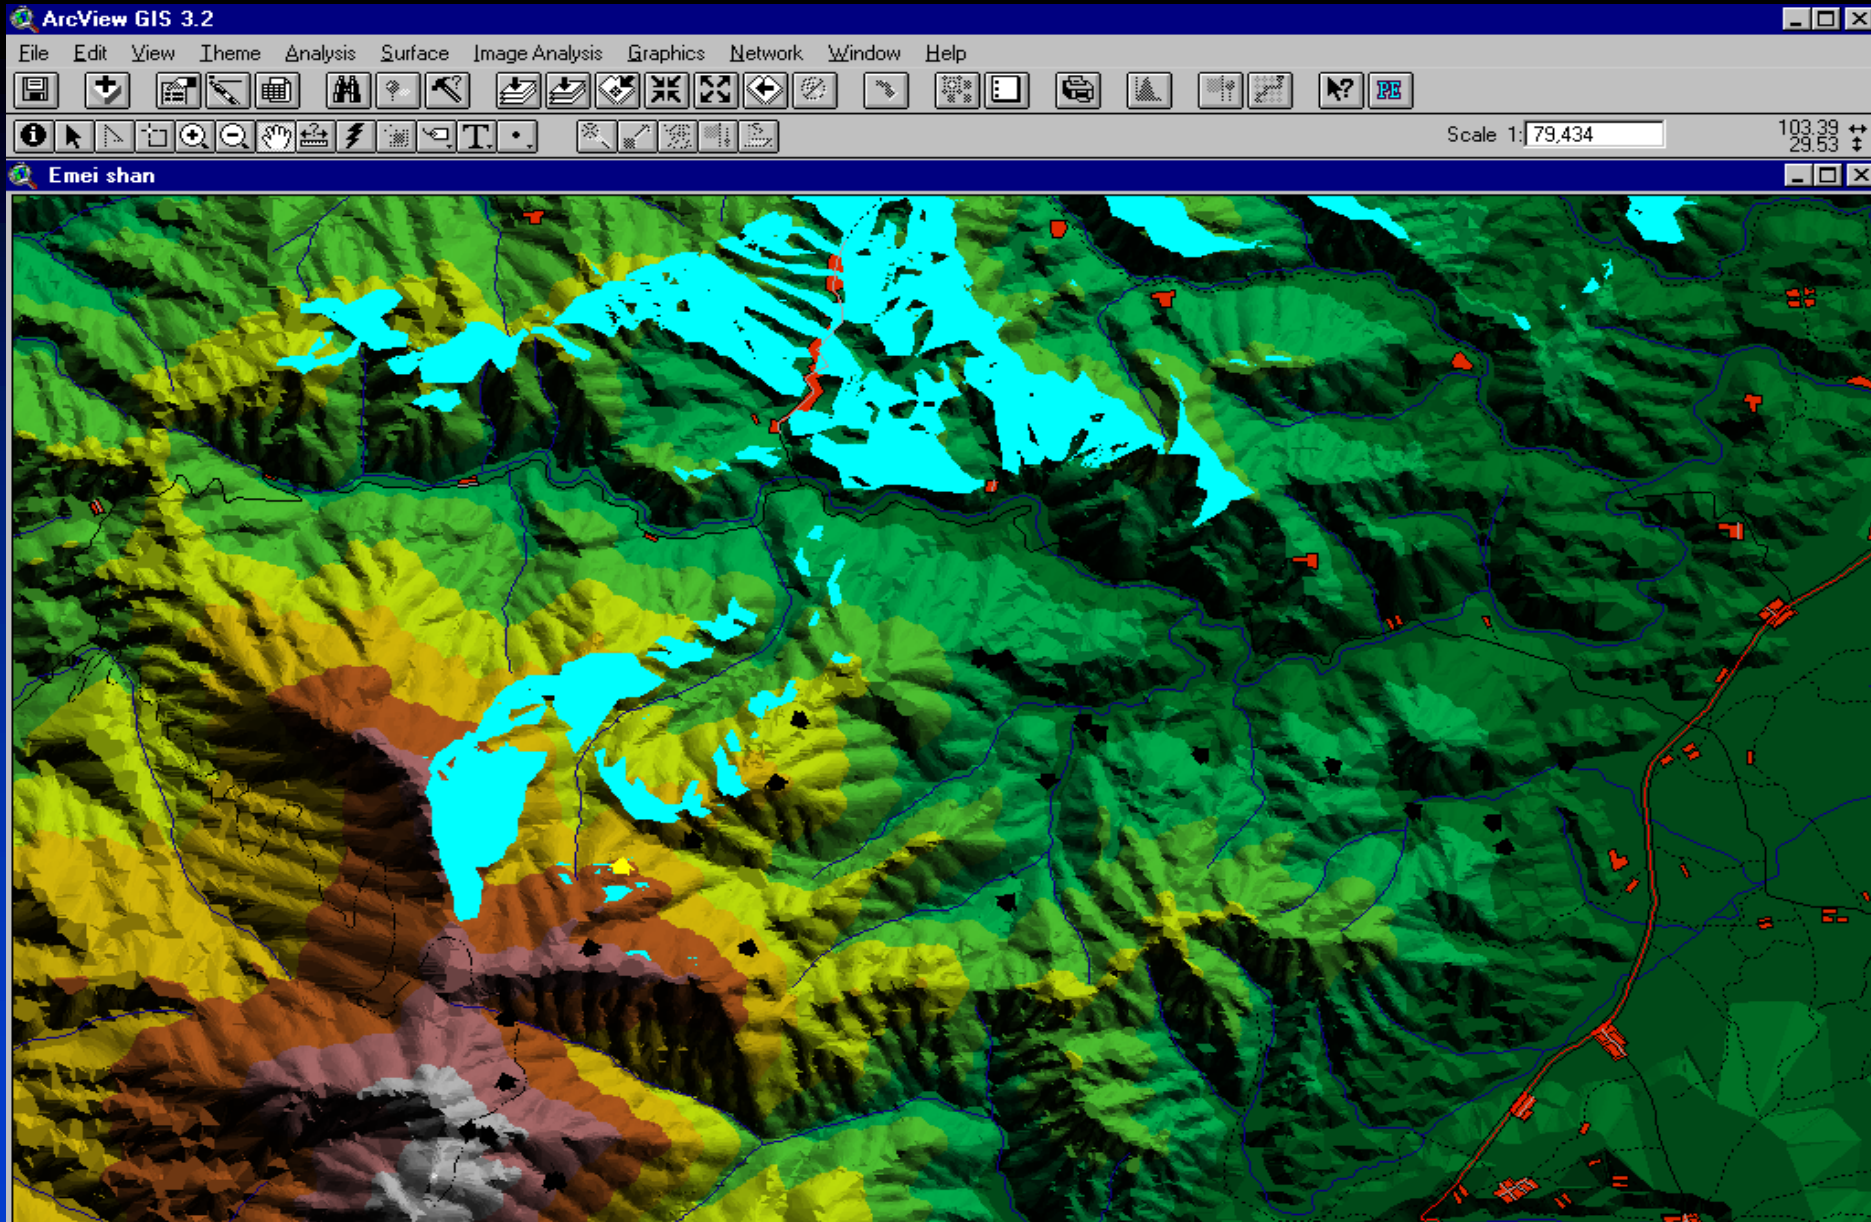 ArcView GIS 3.2
File Edit View Theme Analysis Surface Image Analysis Graphics Network Window Help
PE
T
Scale 1: 79,434
103.39
29.53
Emei shan